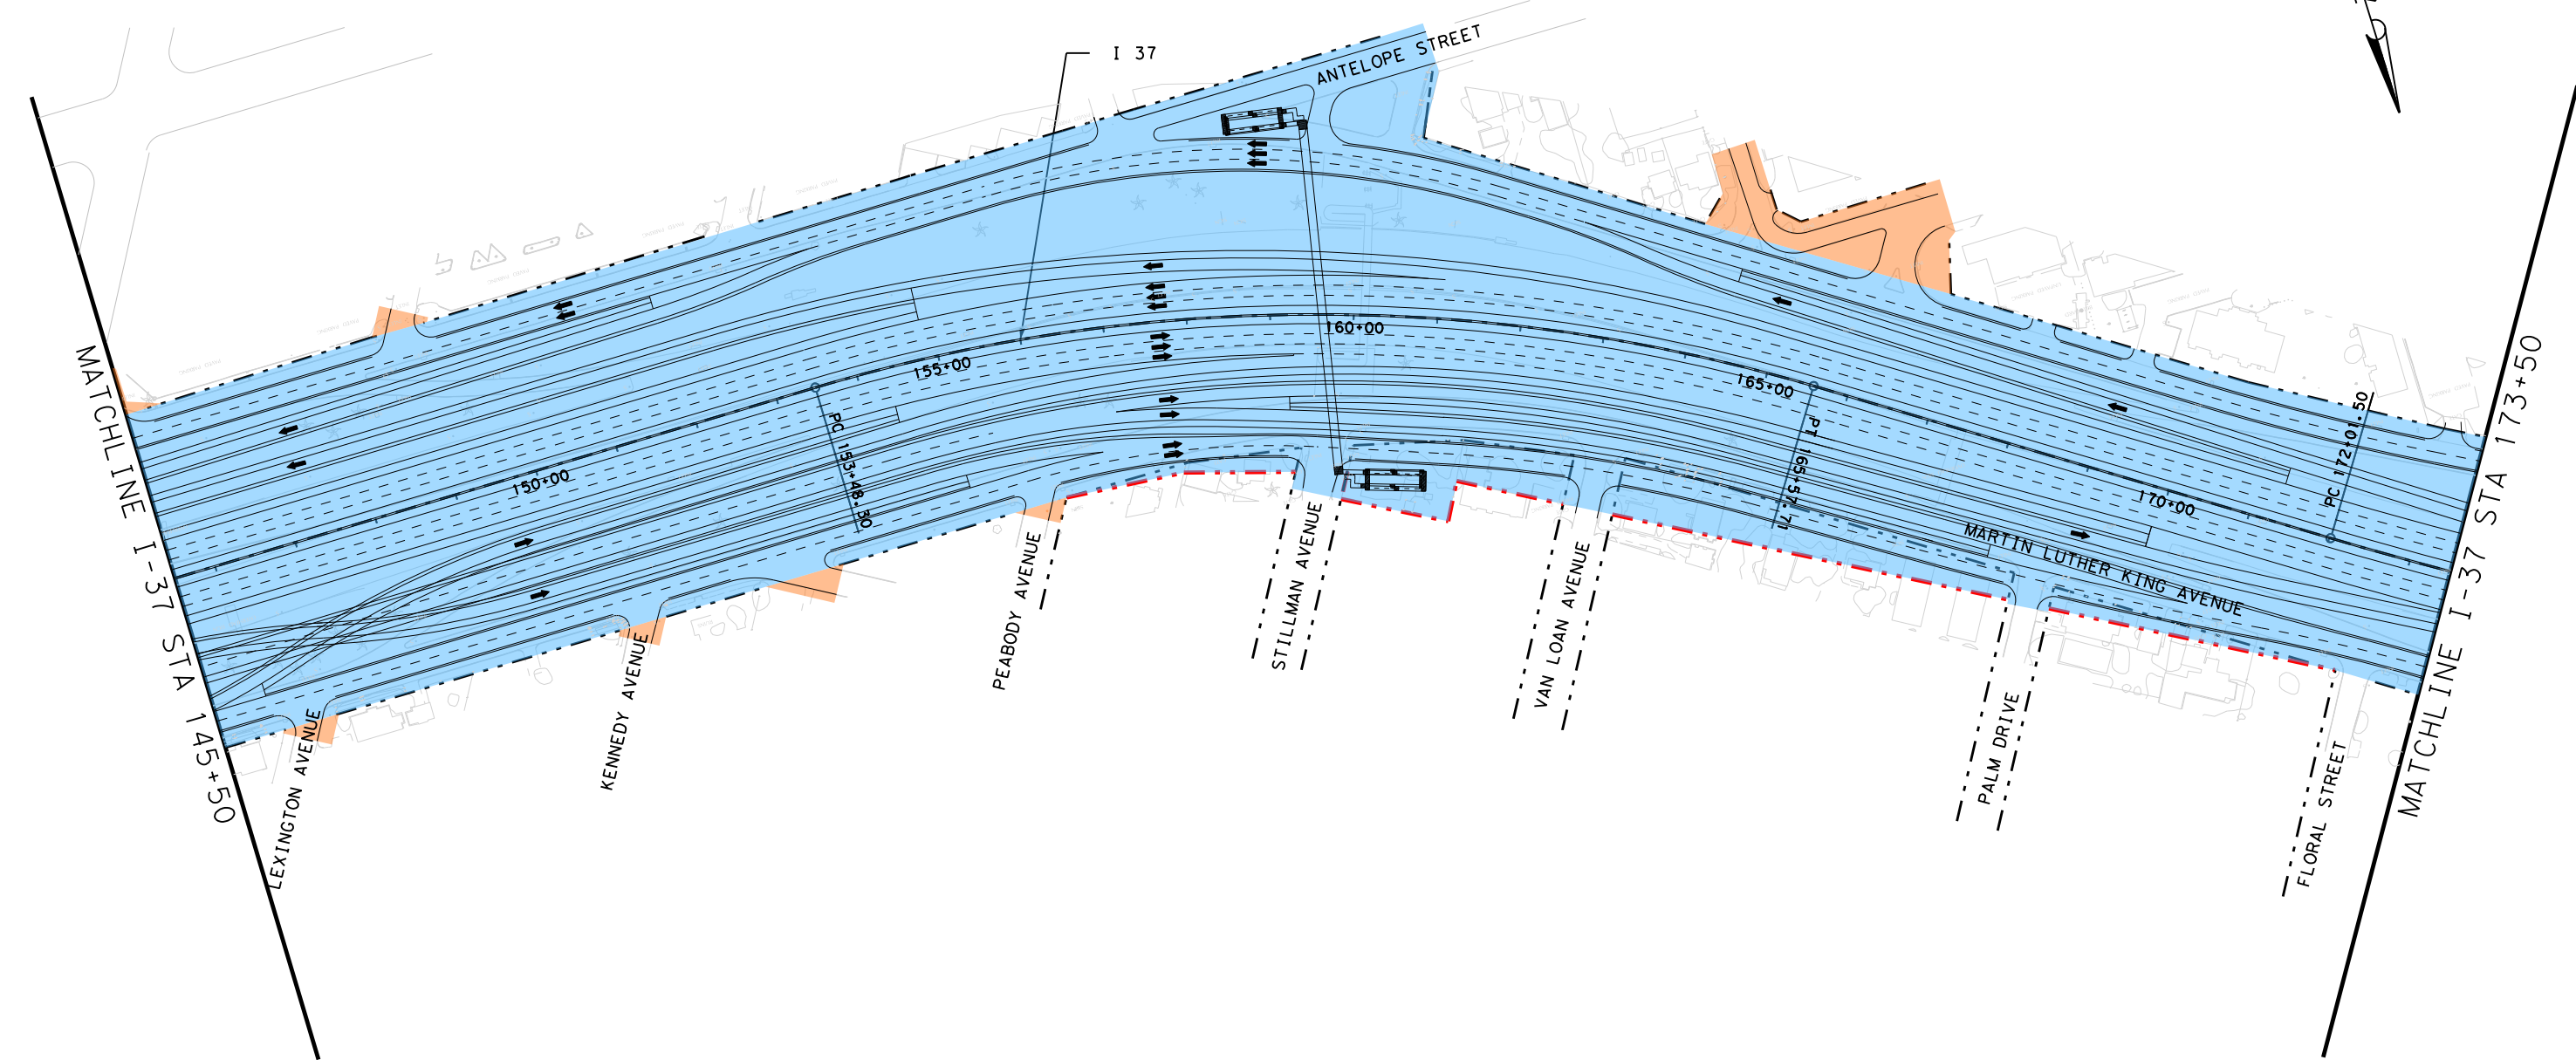 I 37
ANTELOPE STREET
MATCHLINE I-37 STA 145+50
150+00
PC 153+48.30
155+00
160+00
165+00
PT 165+57.71
170+00
PC 172+01.50
MARTIN LUTHER KING AVENUE
MATCHLINE I-37 STA 173+50
LEXINGTON AVENUE
KENNEDY AVENUE
PEABODY AVENUE
STILLMAN AVENUE
VAN LOAN AVENUE
PALM DRIVE
FLORAL STREET